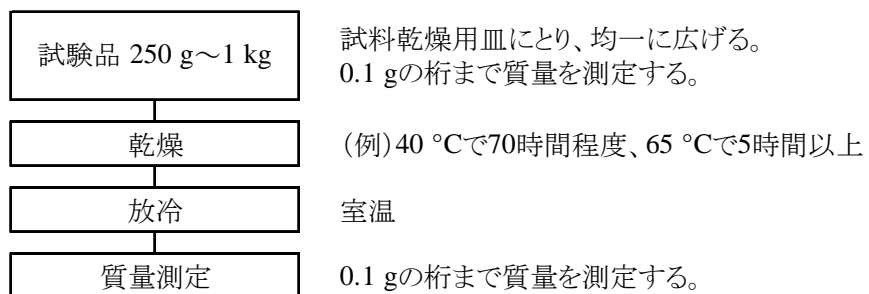 試験品 250 g～1 kg
試料乾燥用皿にとり、均一に広げる。
0.1 gの桁まで質量を測定する。
乾燥
(例)40 °Cで70時間程度、65 °Cで5時間以上
放冷
室温
質量測定
0.1 gの桁まで質量を測定する。